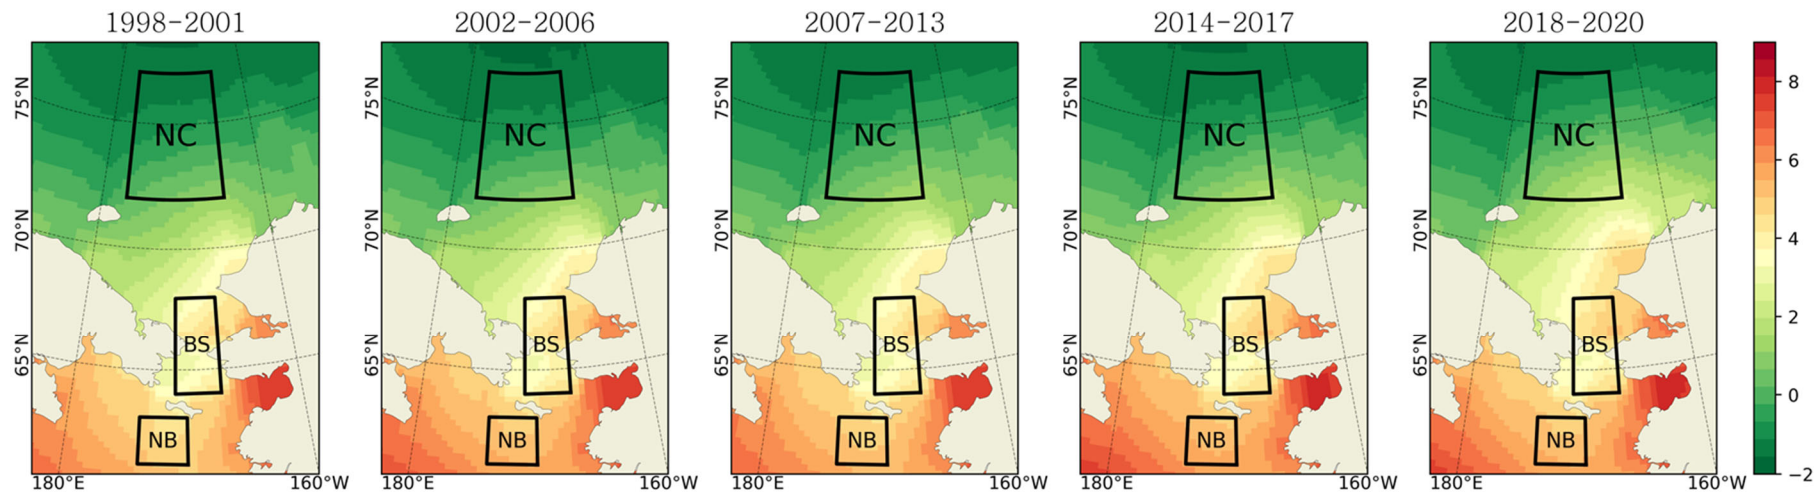 1998-2001 2002-2006 2007-2013 2014-2017 2018-2020
75°N 75°N 75°N 75°N 75°N 8
NC NC NC NC NC
6
70°N 70°N 70°N 70°N 70°N 4
2
65°N BS 65°N BS 65°N BS 65°N BS 65°N BS
0
NB NB NB NB NB
180°E 160°W 180°E 160°W 180°E 160°W 180°E 160°W 180°E 160°W −2